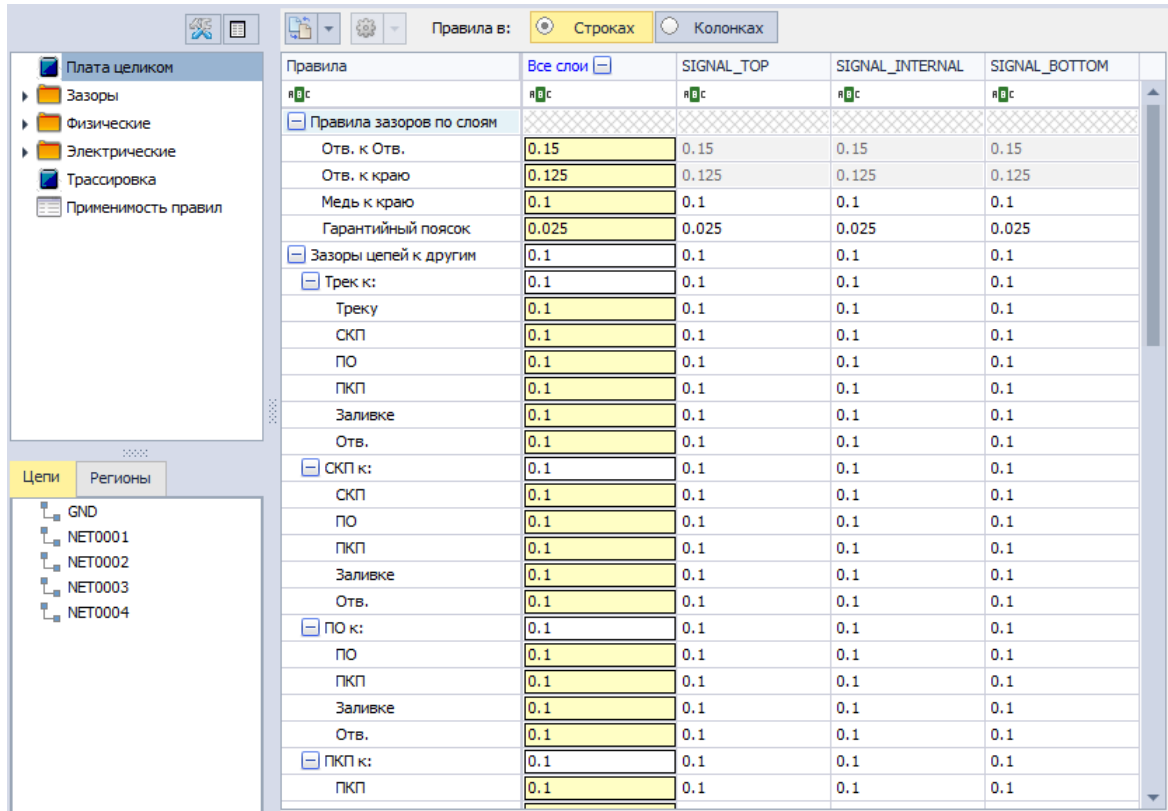 Правила в: Строках Колонках
Плата целиком
Зазоры
Физические
Электрические
Трассировка
Применимость правил
Цепи Регионы
GND
NET0001
NET0002
NET0003
NET0004
Правила Все слои SIGNAL_TOP SIGNAL_INTERNAL SIGNAL_BOTTOM
ABC ABC ABC ABC ABC
Правила зазоров по слоям
Отв. к Отв. 0.15 0.15 0.15 0.15
Отв. к краю 0.125 0.125 0.125 0.125
Медь к краю 0.1 0.1 0.1 0.1
Гарантийный поясок 0.025 0.025 0.025 0.025
Зазоры цепей к другим 0.1 0.1 0.1 0.1
Трек к: 0.1 0.1 0.1 0.1
Треку 0.1 0.1 0.1 0.1
СКП 0.1 0.1 0.1 0.1
ПО 0.1 0.1 0.1 0.1
ПКП 0.1 0.1 0.1 0.1
Заливке 0.1 0.1 0.1 0.1
Отв. 0.1 0.1 0.1 0.1
СКП к: 0.1 0.1 0.1 0.1
СКП 0.1 0.1 0.1 0.1
ПО 0.1 0.1 0.1 0.1
ПКП 0.1 0.1 0.1 0.1
Заливке 0.1 0.1 0.1 0.1
Отв. 0.1 0.1 0.1 0.1
ПО к: 0.1 0.1 0.1 0.1
ПО 0.1 0.1 0.1 0.1
ПКП 0.1 0.1 0.1 0.1
Заливке 0.1 0.1 0.1 0.1
Отв. 0.1 0.1 0.1 0.1
ПКП к: 0.1 0.1 0.1 0.1
ПКП 0.1 0.1 0.1 0.1